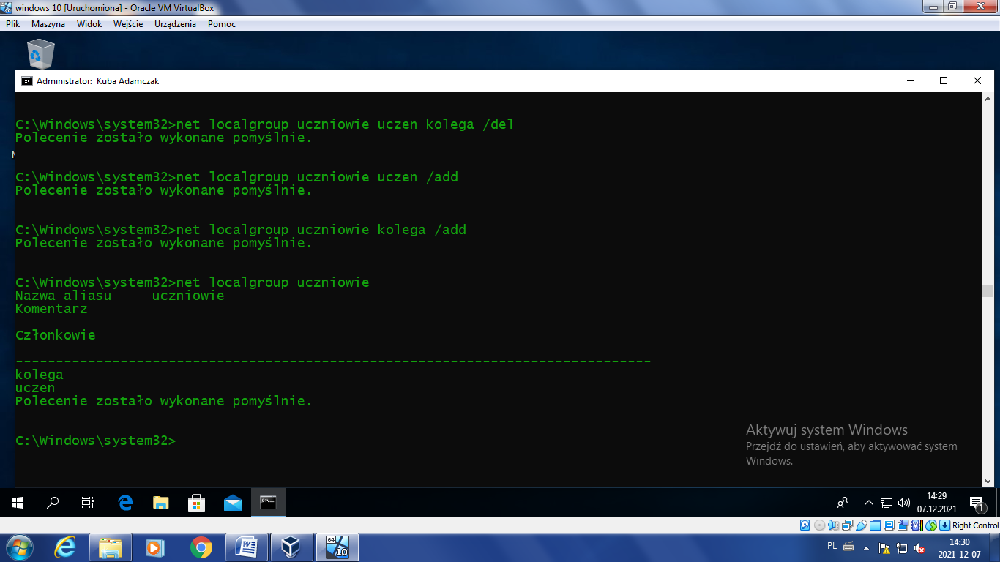 windows 10 [Uruchomiona] - Oracle VM VirtualBox
Plik Maszyna Widok Wejście Urządzenia Pomoc
Administrator: Kuba Adamczak
C:\Windows\system32>net localgroup uczniowie uczen kolega /del
Polecenie zostało wykonane pomyślnie.
C:\Windows\system32>net localgroup uczniowie uczen /add
Polecenie zostało wykonane pomyślnie.
C:\Windows\system32>net localgroup uczniowie kolega /add
Polecenie zostało wykonane pomyślnie.
C:\Windows\system32>net localgroup uczniowie
Nazwa aliasu uczniowie
Komentarz
Członkowie
-------------------------------------------------------------------------------
kolega
uczen
Polecenie zostało wykonane pomyślnie.
C:\Windows\system32>
Aktywuj system Windows
Przejdź do ustawień, aby aktywować system
Windows.
14:29
07.12.2021
1
Right Control
64
10
PL
14:30
2021-12-07